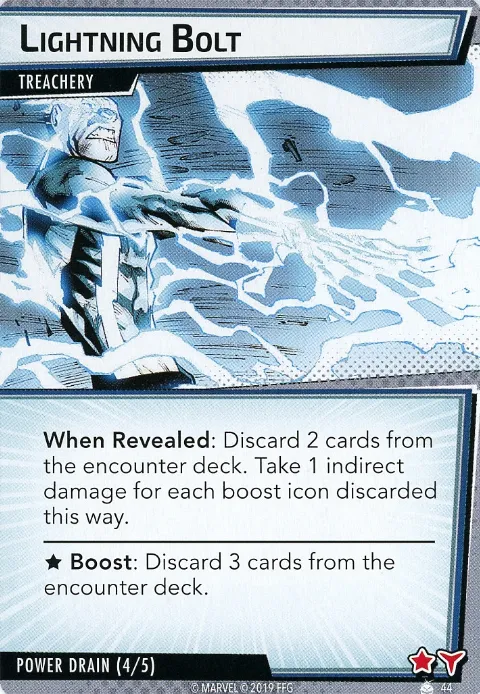 Lightning Bolt
TREACHERY
When Revealed: Discard 2 cards from
the encounter deck. Take 1 indirect
damage for each boost icon discarded
this way.
★ Boost: Discard 3 cards from the
encounter deck.
POWER DRAIN (4/5)
© MARVEL © 2019 FFG
44